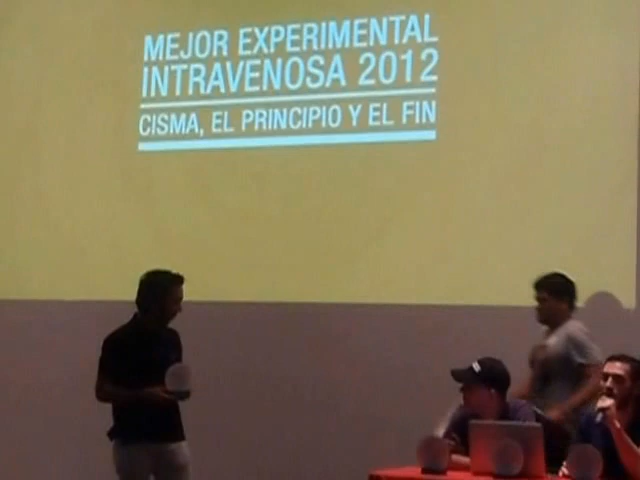 MEJOR EXPERIMENTAL
INTRAVENOSA 2012
CISMA, EL PRINCIPIO Y EL FIN